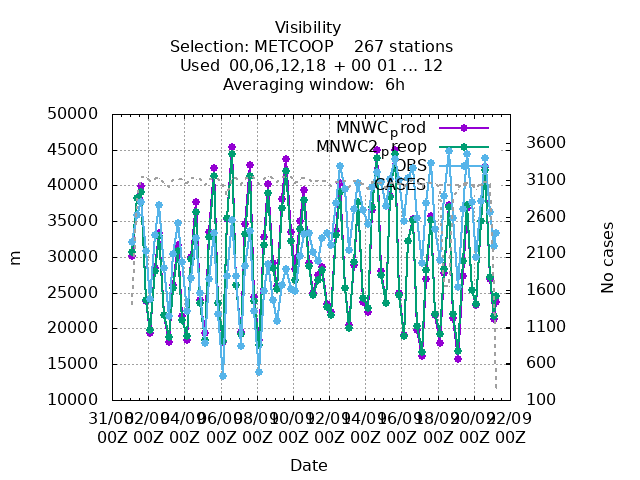 Visibility
Selection: METCOOP    267 stations
Used  00,06,12,18 + 00 01 ... 12
Averaging window:  6h
50000
45000
40000
35000
30000
25000
20000
15000
10000
m
3600
3100
2600
2100
1600
1100
600
100
No cases
MNWCprod
MNWC2preop
OBS
CASES
31/08 02/09 04/09 06/09 08/09 10/09 12/09 14/09 16/09 18/09 20/09 22/09
00Z 00Z 00Z 00Z 00Z 00Z 00Z 00Z 00Z 00Z 00Z 00Z
Date